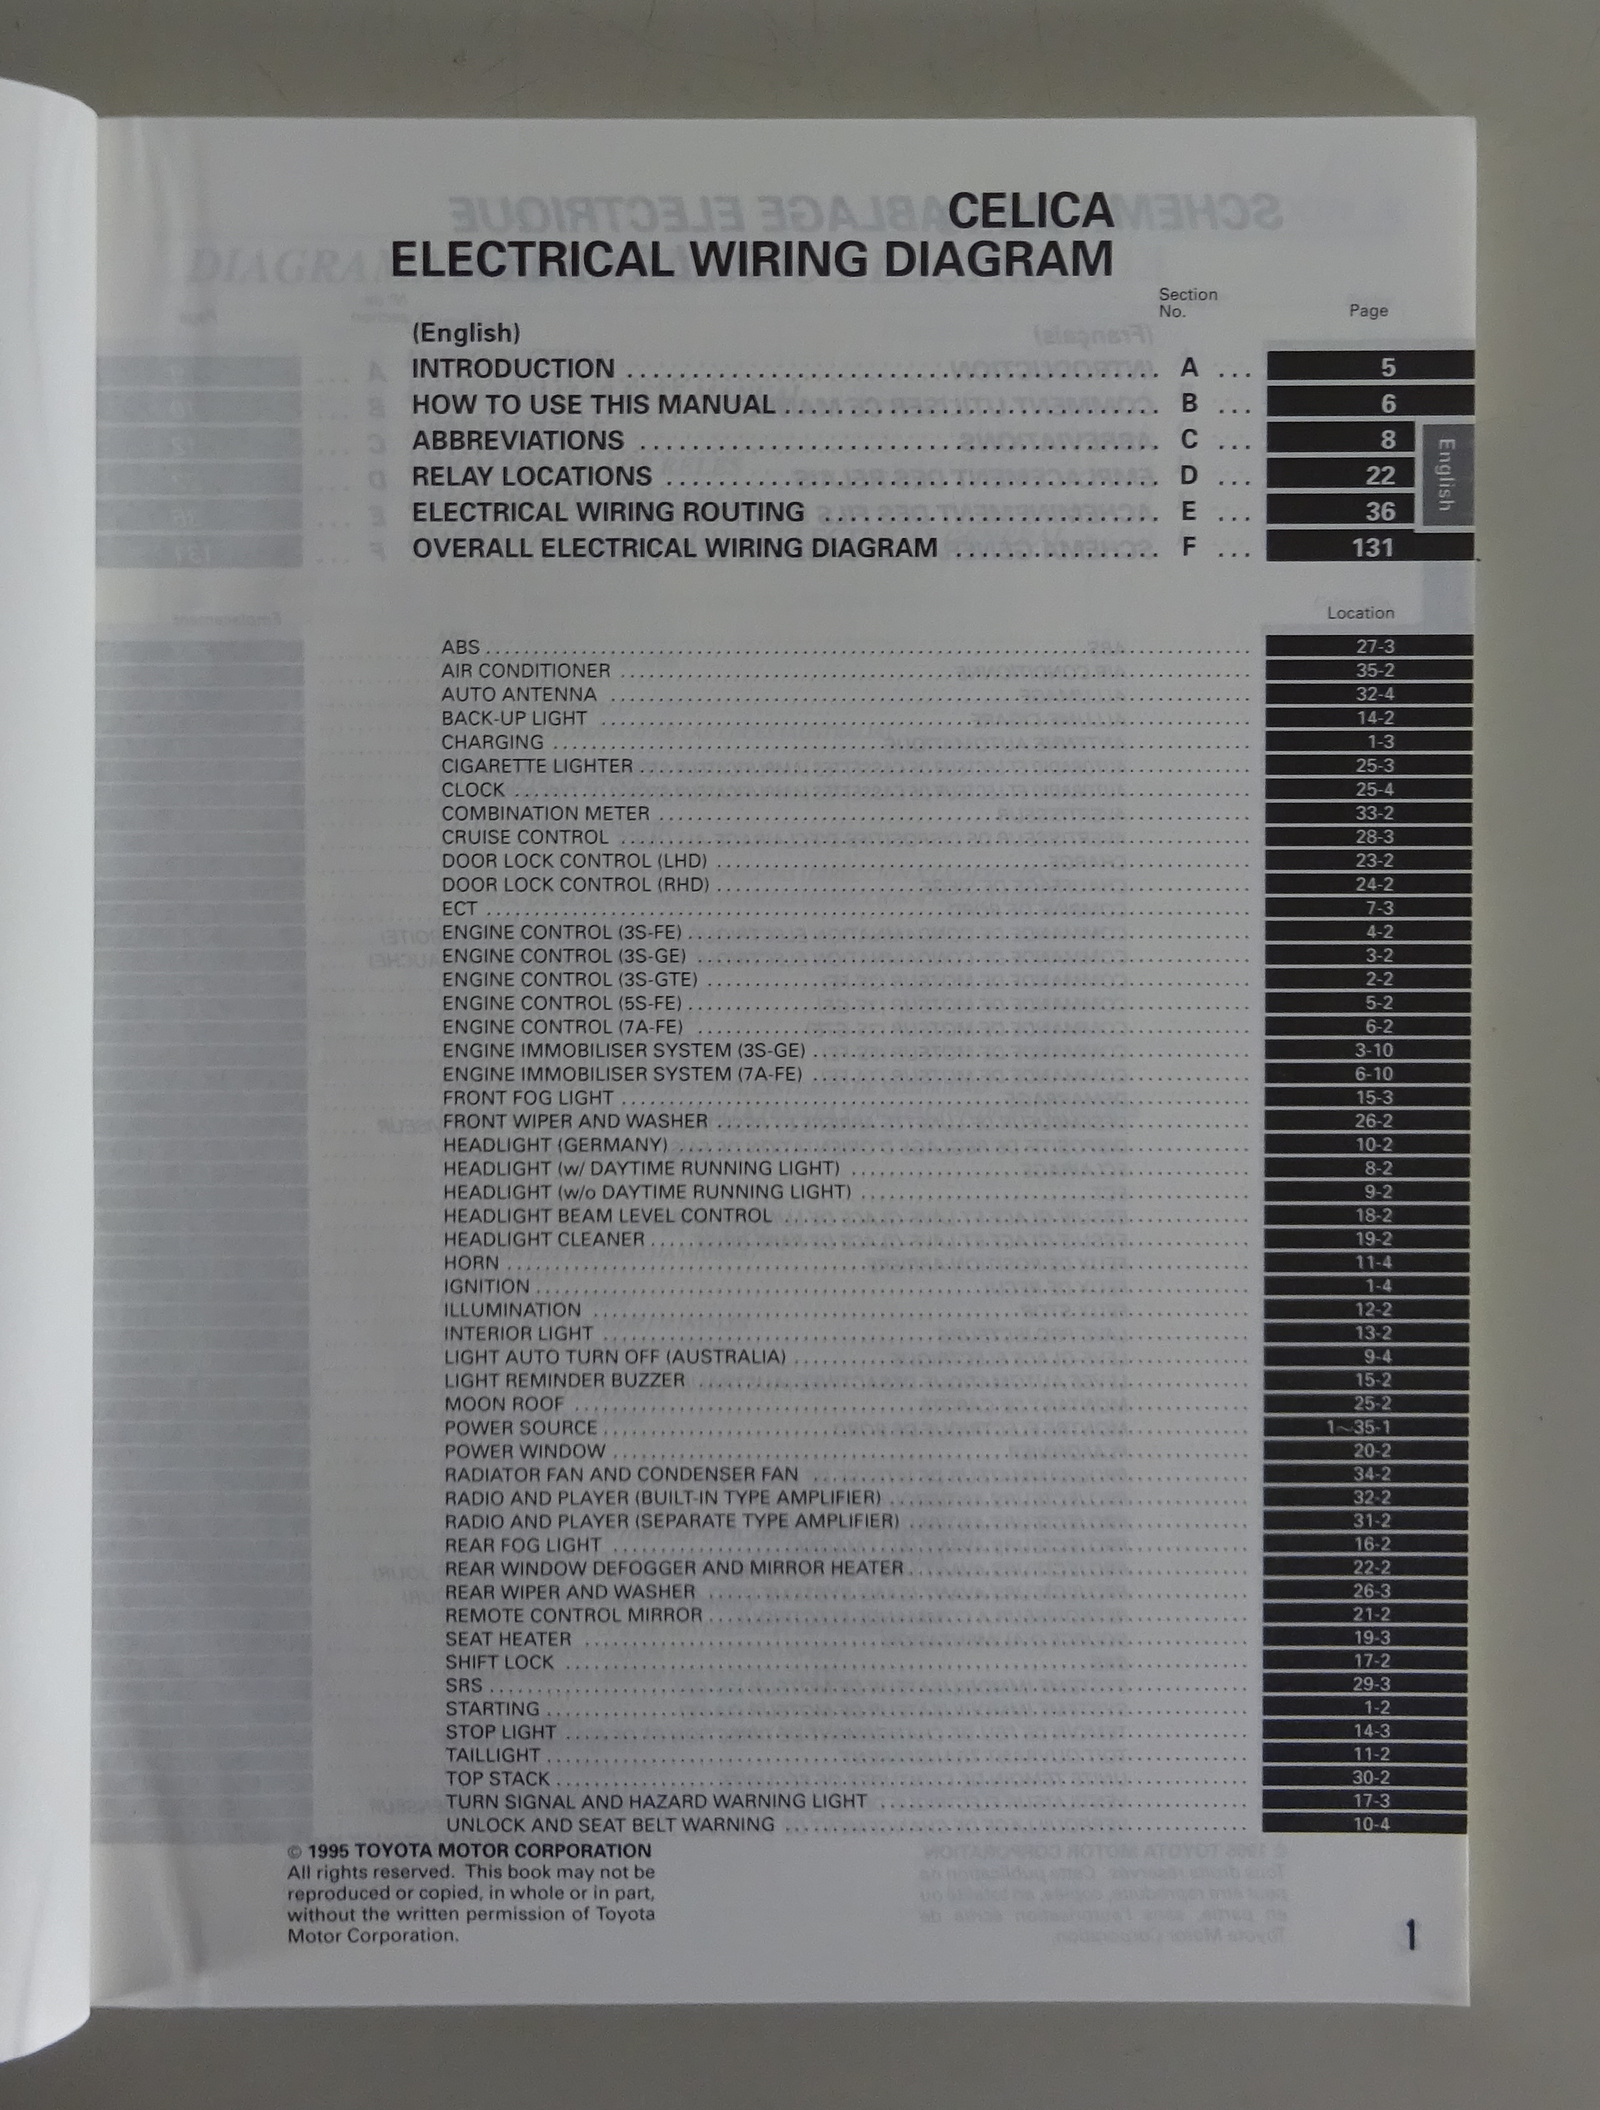 CELICA
ELECTRICAL WIRING DIAGRAM
Section No. Page
(English)
INTRODUCTION A ... 5
HOW TO USE THIS MANUAL B ... 6
ABBREVIATIONS C ... 8
RELAY LOCATIONS D ... 22
ELECTRICAL WIRING ROUTING E ... 36
OVERALL ELECTRICAL WIRING DIAGRAM F ... 131
English
Location
ABS 27-3
AIR CONDITIONER 35-2
AUTO ANTENNA 32-4
BACK-UP LIGHT 14-2
CHARGING 1-3
CIGARETTE LIGHTER 25-3
CLOCK 25-4
COMBINATION METER 33-2
CRUISE CONTROL 28-3
DOOR LOCK CONTROL (LHD) 23-2
DOOR LOCK CONTROL (RHD) 24-2
ECT 7-3
ENGINE CONTROL (3S-FE) 4-2
ENGINE CONTROL (3S-GE) 3-2
ENGINE CONTROL (3S-GTE) 2-2
ENGINE CONTROL (5S-FE) 5-2
ENGINE CONTROL (7A-FE) 6-2
ENGINE IMMOBILISER SYSTEM (3S-GE) 3-10
ENGINE IMMOBILISER SYSTEM (7A-FE) 6-10
FRONT FOG LIGHT 15-3
FRONT WIPER AND WASHER 26-2
HEADLIGHT (GERMANY) 10-2
HEADLIGHT (w/ DAYTIME RUNNING LIGHT) 8-2
HEADLIGHT (w/o DAYTIME RUNNING LIGHT) 9-2
HEADLIGHT BEAM LEVEL CONTROL 18-2
HEADLIGHT CLEANER 19-2
HORN 11-4
IGNITION 1-4
ILLUMINATION 12-2
INTERIOR LIGHT 13-2
LIGHT AUTO TURN OFF (AUSTRALIA) 9-4
LIGHT REMINDER BUZZER 15-2
MOON ROOF 25-2
POWER SOURCE 1~35-1
POWER WINDOW 20-2
RADIATOR FAN AND CONDENSER FAN 34-2
RADIO AND PLAYER (BUILT-IN TYPE AMPLIFIER) 32-2
RADIO AND PLAYER (SEPARATE TYPE AMPLIFIER) 31-2
REAR FOG LIGHT 16-2
REAR WINDOW DEFOGGER AND MIRROR HEATER 22-2
REAR WIPER AND WASHER 26-3
REMOTE CONTROL MIRROR 21-2
SEAT HEATER 19-3
SHIFT LOCK 17-2
SRS 29-3
STARTING 1-2
STOP LIGHT 14-3
TAILLIGHT 11-2
TOP STACK 30-2
TURN SIGNAL AND HAZARD WARNING LIGHT 17-3
UNLOCK AND SEAT BELT WARNING 10-4
© 1995 TOYOTA MOTOR CORPORATION
All rights reserved. This book may not be
reproduced or copied, in whole or in part,
without the written permission of Toyota
Motor Corporation.
1